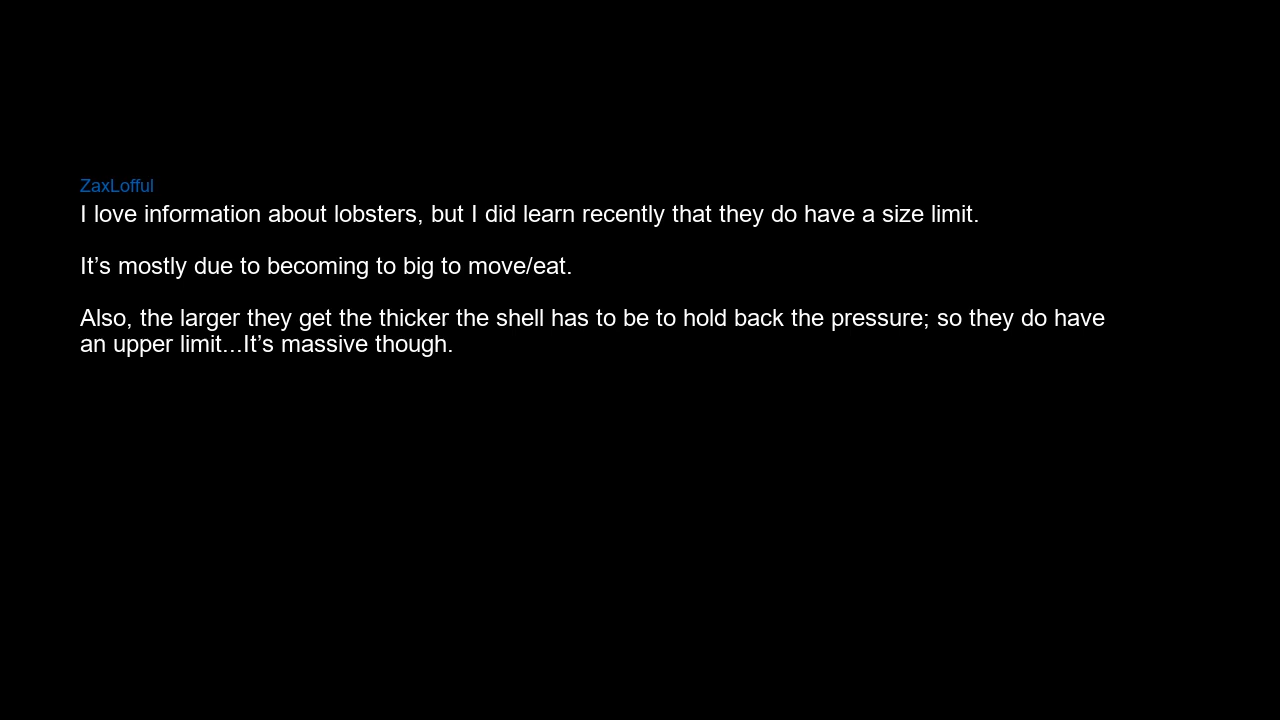 ZaxLofful
I love information about lobsters, but I did learn recently that they do have a size limit.
It’s mostly due to becoming to big to move/eat.
Also, the larger they get the thicker the shell has to be to hold back the pressure; so they do have
an upper limit...It’s massive though.